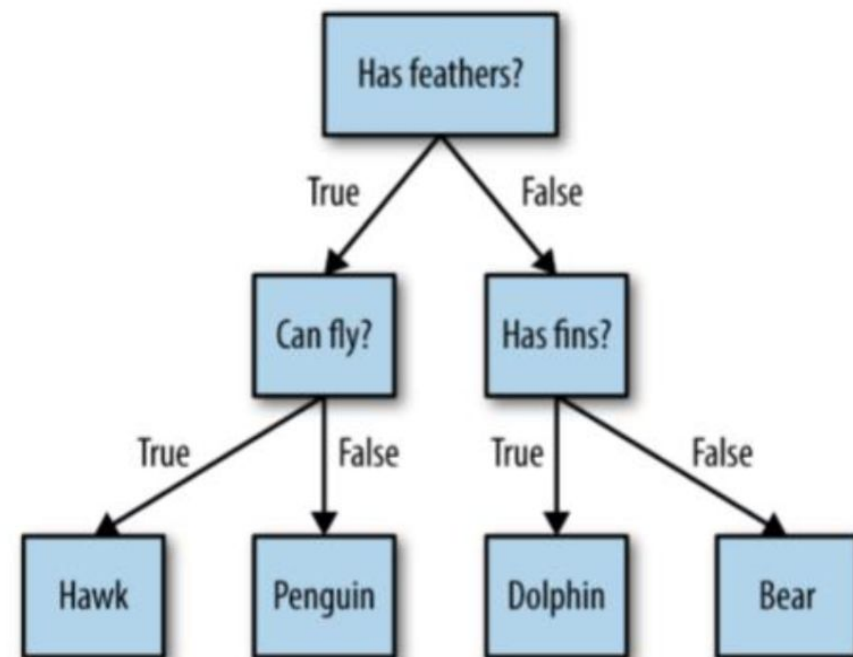 Has feathers?
True
False
Can fly?
Has fins?
True
False
True
False
Hawk
Penguin
Dolphin
Bear